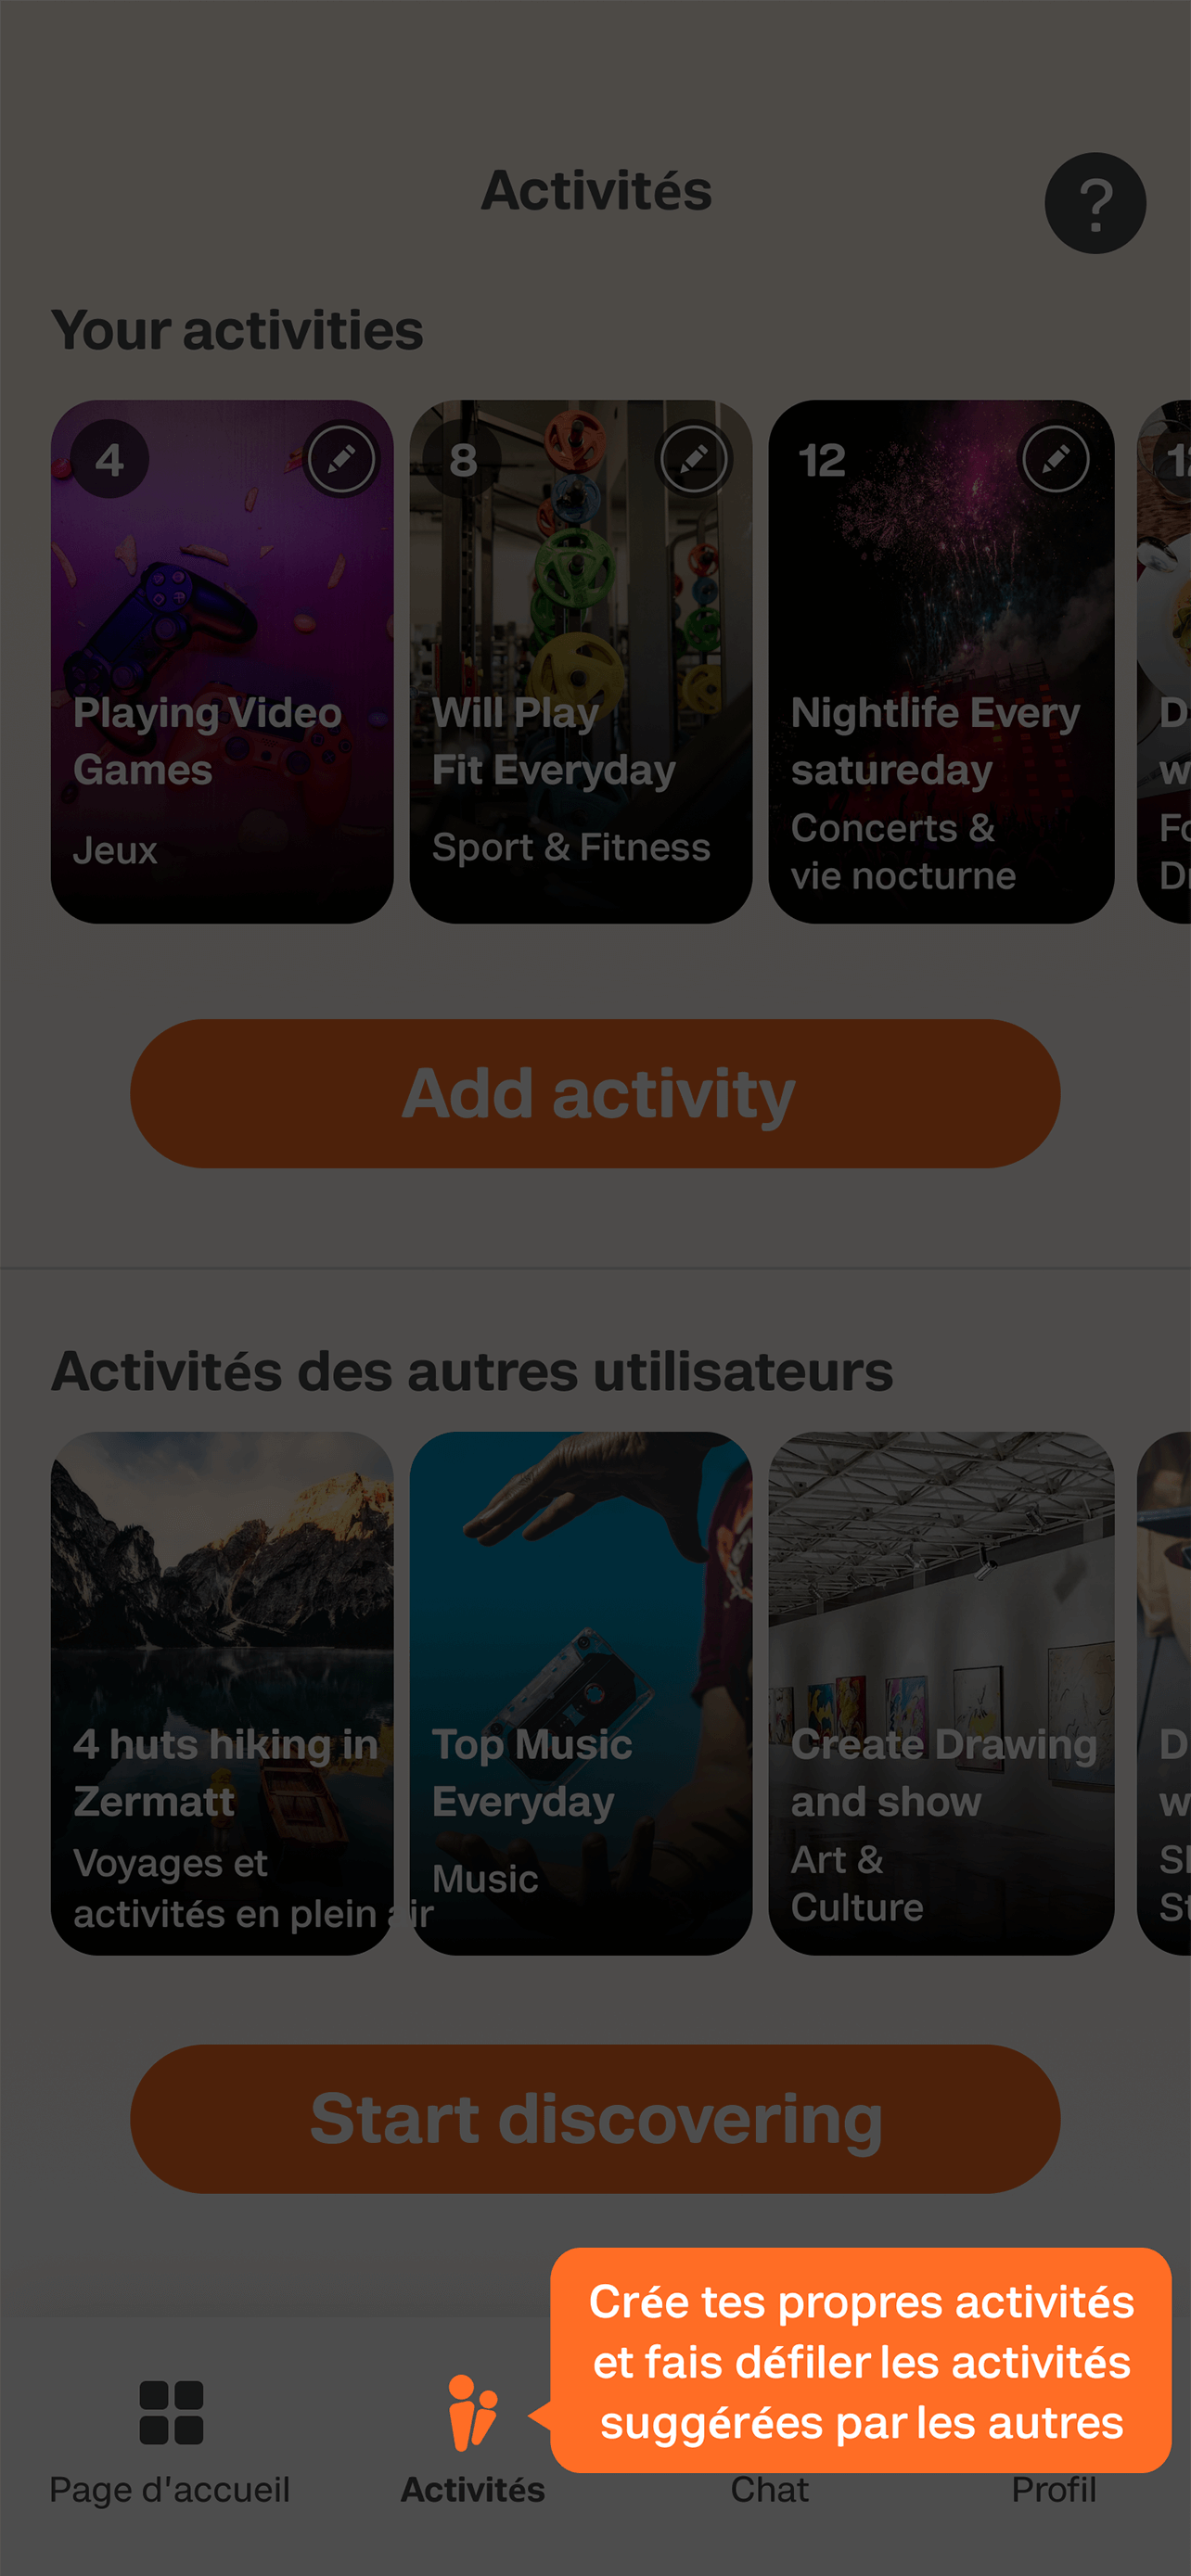 Activités
?
Your activities
4
8
12
Playing Video
Games
Jeux
Will Play
Fit Everyday
Sport & Fitness
Nightlife Every
satureday
Concerts &
vie nocturne
Add activity
Activités des autres utilisateurs
4 huts hiking in
Zermatt
Voyages et
activités en plein air
Top Music
Everyday
Music
Create Drawing
and show
Art &
Culture
Start discovering
Crée tes propres activités
et fais défiler les activités
suggérées par les autres
Page d'accueil
Activités
Chat
Profil